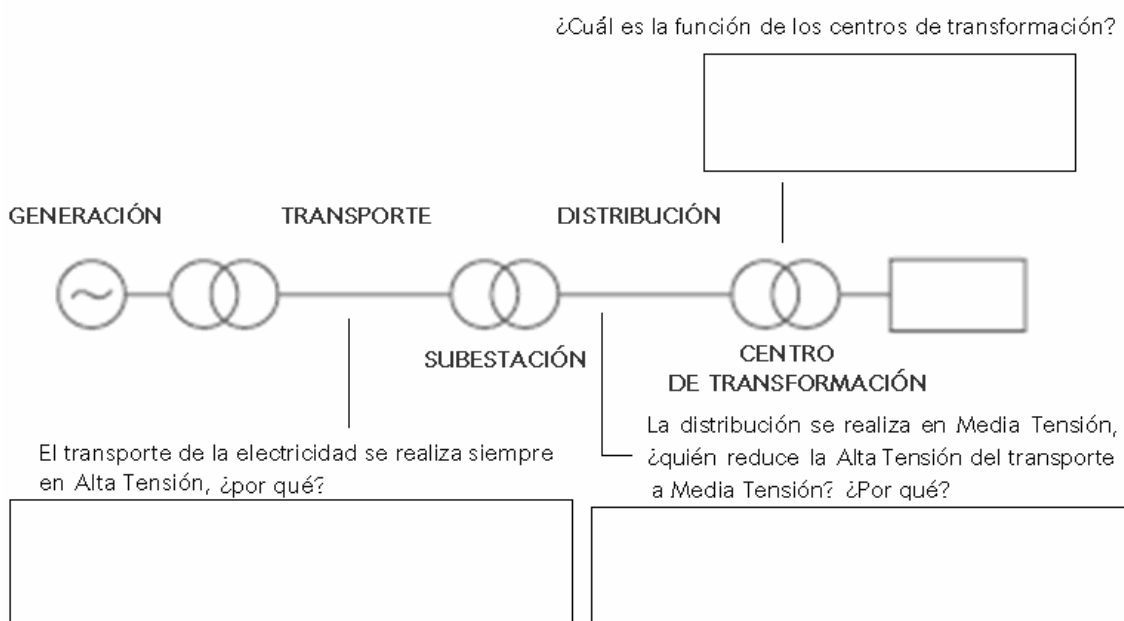 ¿Cuál es la función de los centros de transformación?
GENERACIÓN TRANSPORTE DISTRIBUCIÓN
SUBESTACIÓN
CENTRO
DE TRANSFORMACIÓN
El transporte de la electricidad se realiza siempre
en Alta Tensión, ¿por qué?
La distribución se realiza en Media Tensión,
¿quién reduce la Alta Tensión del transporte
a Media Tensión? ¿Por qué?